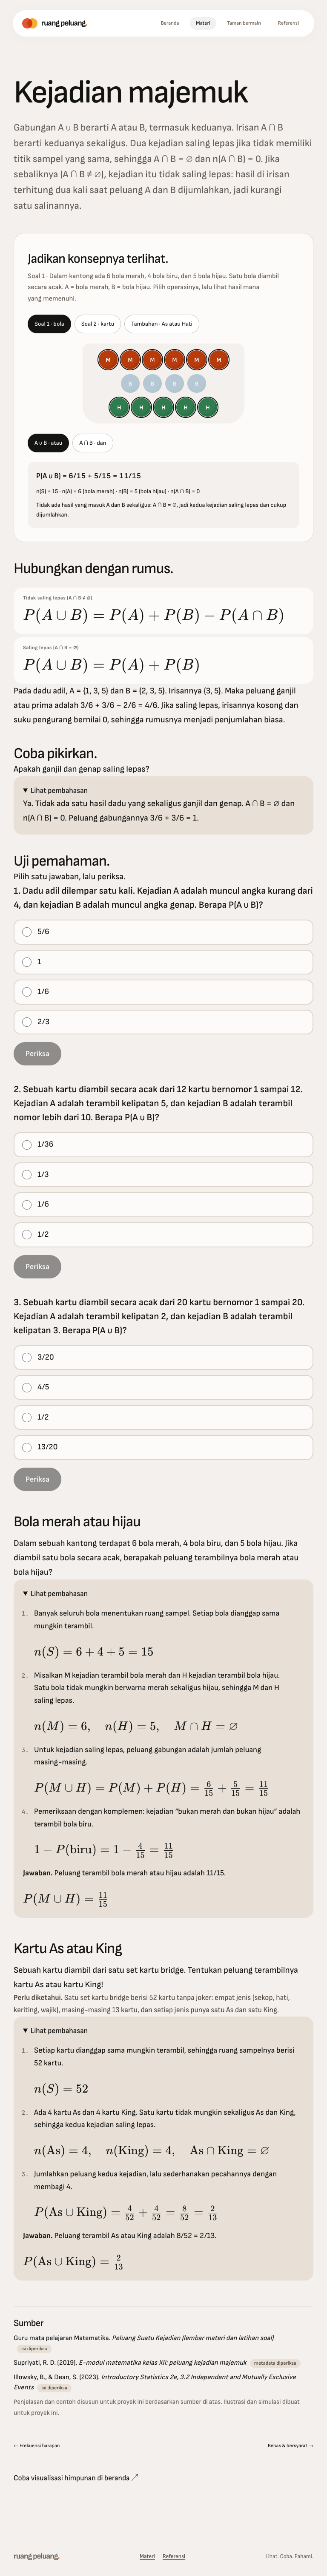 ruang peluang.
Beranda
Materi
Taman bermain
Referensi
Kejadian majemuk
Gabungan A ∪ B berarti A atau B, termasuk keduanya. Irisan A ∩ B
berarti keduanya sekaligus. Dua kejadian saling lepas jika tidak memiliki
titik sampel yang sama, sehingga A ∩ B = ∅ dan n(A ∩ B) = 0. Jika
sebaliknya (A ∩ B ≠ ∅), kejadian itu tidak saling lepas: hasil di irisan
terhitung dua kali saat peluang A dan B dijumlahkan, jadi kurangi
satu salinannya.
Jadikan konsepnya terlihat.
Soal 1 · Dalam kantong ada 6 bola merah, 4 bola biru, dan 5 bola hijau. Satu bola diambil
secara acak. A = bola merah, B = bola hijau. Pilih operasinya, lalu lihat hasil mana
yang memenuhi.
Soal 1 · bola
Soal 2 · kartu
Tambahan · As atau Hati
M M M M M M
B B B B
H H H H H
A ∪ B · atau
A ∩ B · dan
P(A ∪ B) = 6/15 + 5/15 = 11/15
n(S) = 15 · n(A) = 6 (bola merah) · n(B) = 5 (bola hijau) · n(A ∩ B) = 0
Tidak ada hasil yang masuk A dan B sekaligus: A ∩ B = ∅, jadi kedua kejadian saling lepas dan cukup
dijumlahkan.
Hubungkan dengan rumus.
Tidak saling lepas (A ∩ B ≠ ∅)
P(A ∪ B) = P(A) + P(B) − P(A ∩ B)
Saling lepas (A ∩ B = ∅)
P(A ∪ B) = P(A) + P(B)
Pada dadu adil, A = {1, 3, 5} dan B = {2, 3, 5}. Irisannya {3, 5}. Maka peluang ganjil
atau prima adalah 3/6 + 3/6 − 2/6 = 4/6. Jika saling lepas, irisannya kosong dan
suku pengurang bernilai 0, sehingga rumusnya menjadi penjumlahan biasa.
Coba pikirkan.
Apakah ganjil dan genap saling lepas?
▼ Lihat pembahasan
Ya. Tidak ada satu hasil dadu yang sekaligus ganjil dan genap. A ∩ B = ∅ dan
n(A ∩ B) = 0. Peluang gabungannya 3/6 + 3/6 = 1.
Uji pemahaman.
Pilih satu jawaban, lalu periksa.
1. Dadu adil dilempar satu kali. Kejadian A adalah muncul angka kurang dari
4, dan kejadian B adalah muncul angka genap. Berapa P(A ∪ B)?
5/6
1
1/6
2/3
Periksa
2. Sebuah kartu diambil secara acak dari 12 kartu bernomor 1 sampai 12.
Kejadian A adalah terambil kelipatan 5, dan kejadian B adalah terambil
nomor lebih dari 10. Berapa P(A ∪ B)?
1/36
1/3
1/6
1/2
Periksa
3. Sebuah kartu diambil secara acak dari 20 kartu bernomor 1 sampai 20.
Kejadian A adalah terambil kelipatan 2, dan kejadian B adalah terambil
kelipatan 3. Berapa P(A ∪ B)?
3/20
4/5
1/2
13/20
Periksa
Bola merah atau hijau
Dalam sebuah kantong terdapat 6 bola merah, 4 bola biru, dan 5 bola hijau. Jika
diambil satu bola secara acak, berapakah peluang terambilnya bola merah atau
bola hijau?
▼ Lihat pembahasan
1. Banyak seluruh bola menentukan ruang sampel. Setiap bola dianggap sama
mungkin terambil.
n(S) = 6 + 4 + 5 = 15
2. Misalkan M kejadian terambil bola merah dan H kejadian terambil bola hijau.
Satu bola tidak mungkin berwarna merah sekaligus hijau, sehingga M dan H
saling lepas.
n(M) = 6, n(H) = 5, M ∩ H = ∅
3. Untuk kejadian saling lepas, peluang gabungan adalah jumlah peluang
masing-masing.
P(M ∪ H) = P(M) + P(H) = 6/15 + 5/15 = 11/15
4. Pemeriksaan dengan komplemen: kejadian "bukan merah dan bukan hijau" adalah
terambil bola biru.
1 − P(biru) = 1 − 4/15 = 11/15
Jawaban. Peluang terambil bola merah atau hijau adalah 11/15.
P(M ∪ H) = 11/15
Kartu As atau King
Sebuah kartu diambil dari satu set kartu bridge. Tentukan peluang terambilnya
kartu As atau kartu King!
Perlu diketahui. Satu set kartu bridge berisi 52 kartu tanpa joker: empat jenis (sekop, hati,
keriting, wajik), masing-masing 13 kartu, dan setiap jenis punya satu As dan satu King.
▼ Lihat pembahasan
1. Setiap kartu dianggap sama mungkin terambil, sehingga ruang sampelnya berisi
52 kartu.
n(S) = 52
2. Ada 4 kartu As dan 4 kartu King. Satu kartu tidak mungkin sekaligus As dan King,
sehingga kedua kejadian saling lepas.
n(As) = 4, n(King) = 4, As ∩ King = ∅
3. Jumlahkan peluang kedua kejadian, lalu sederhanakan pecahannya dengan
membagi 4.
P(As ∪ King) = 4/52 + 4/52 = 8/52 = 2/13
Jawaban. Peluang terambil As atau King adalah 8/52 = 2/13.
P(As ∪ King) = 2/13
Sumber
Guru mata pelajaran Matematika. Peluang Suatu Kejadian (lembar materi dan latihan soal)
isi diperiksa
Supriyati, R. D. (2019). E-modul matematika kelas XII: peluang kejadian majemuk metadata diperiksa
Illowsky, B., & Dean, S. (2023). Introductory Statistics 2e, 3.2 Independent and Mutually Exclusive
Events isi diperiksa
Penjelasan dan contoh disusun untuk proyek ini berdasarkan sumber di atas. Ilustrasi dan simulasi dibuat
untuk proyek ini.
← Frekuensi harapan
Bebas & bersyarat →
Coba visualisasi himpunan di beranda ↗
ruang peluang.
Materi
Referensi
Lihat. Coba. Pahami.